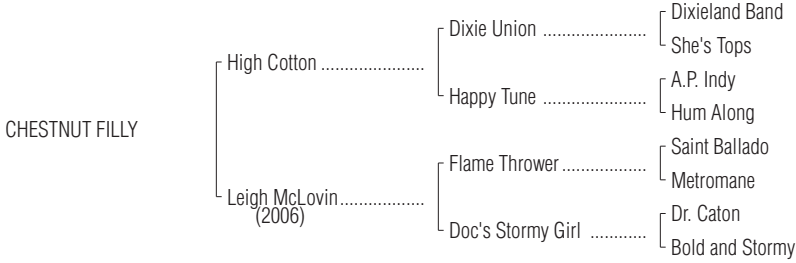 Dixieland Band
Dixie Union ......................
She's Tops
High Cotton ......................
A.P. Indy
Happy Tune ......................
Hum Along
CHESTNUT FILLY
Saint Ballado
Flame Thrower ..................
Metromane
Leigh McLovin ..................
(2006)
Dr. Caton
Doc's Stormy Girl ............
Bold and Stormy